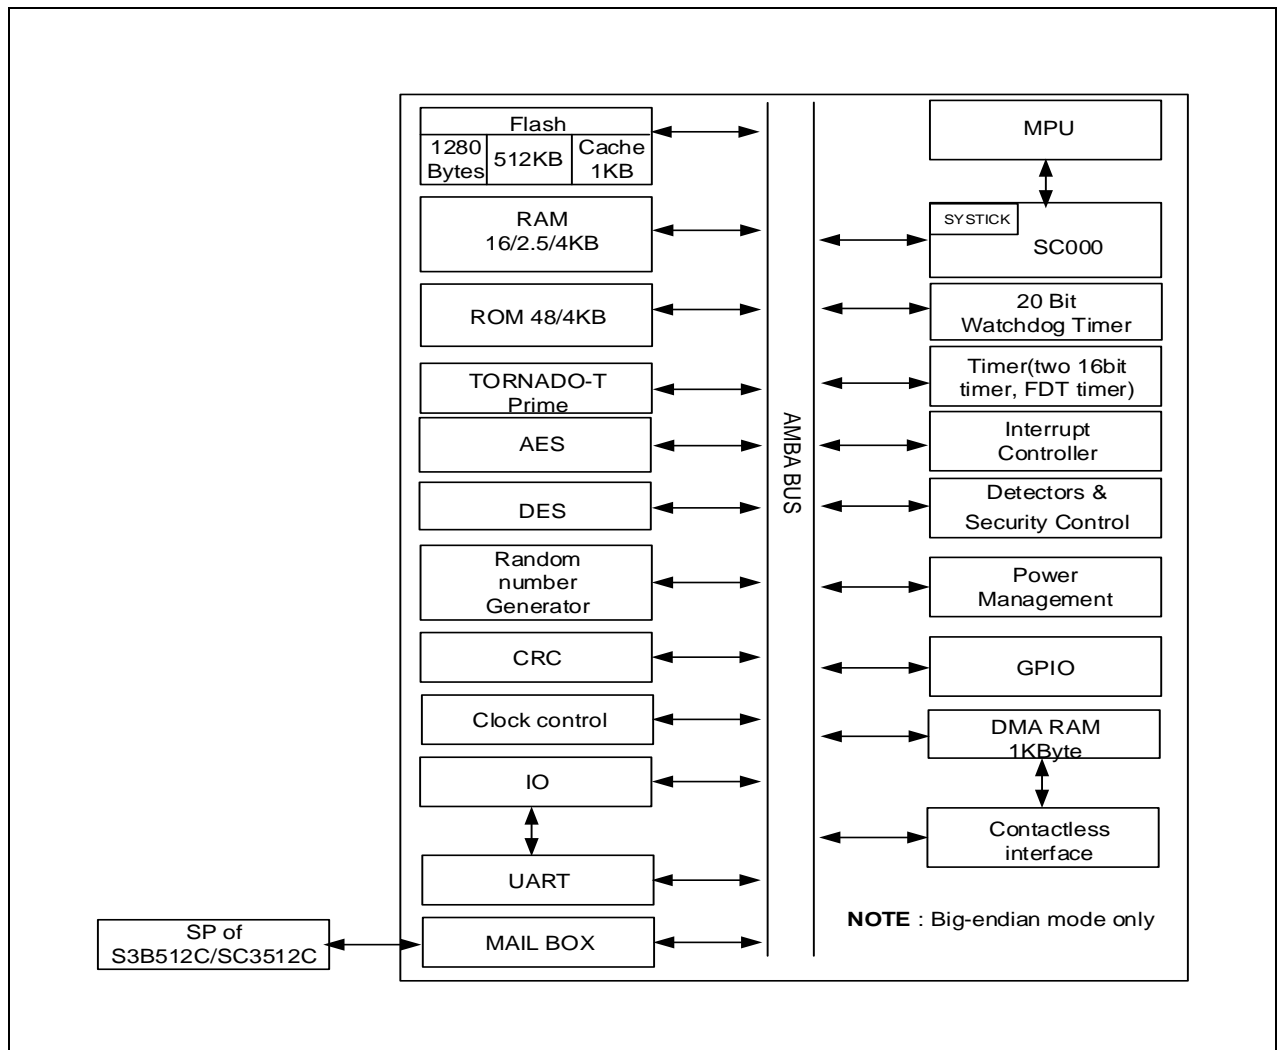 Flash
1280
Bytes
512KB
Cache
1KB
RAM
16/2.5/4KB
ROM 48/4KB
TORNADO-T
Prime
AES
DES
Random
number
Generator
CRC
Clock control
IO
UART
MAIL BOX
SP of
S3B512C/SC3512C
AMBA BUS
MPU
SYSTICK
SC000
20 Bit
Watchdog Timer
Timer(two 16bit
timer, FDT timer)
Interrupt
Controller
Detectors &
Security Control
Power
Management
GPIO
DMA RAM
1KByte
Contactless
interface
NOTE : Big-endian mode only